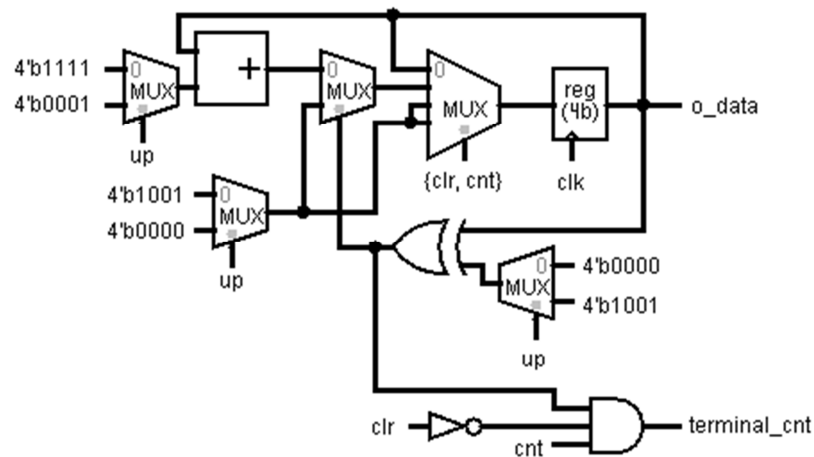 4'b1111
0
MUX
4'b0001
up
+
0
MUX
0
MUX
{clr, cnt}
reg
(4b)
clk
o_data
4'b1001
0
MUX
4'b0000
up
0
MUX
4'b0000
4'b1001
up
clr
cnt
terminal_cnt